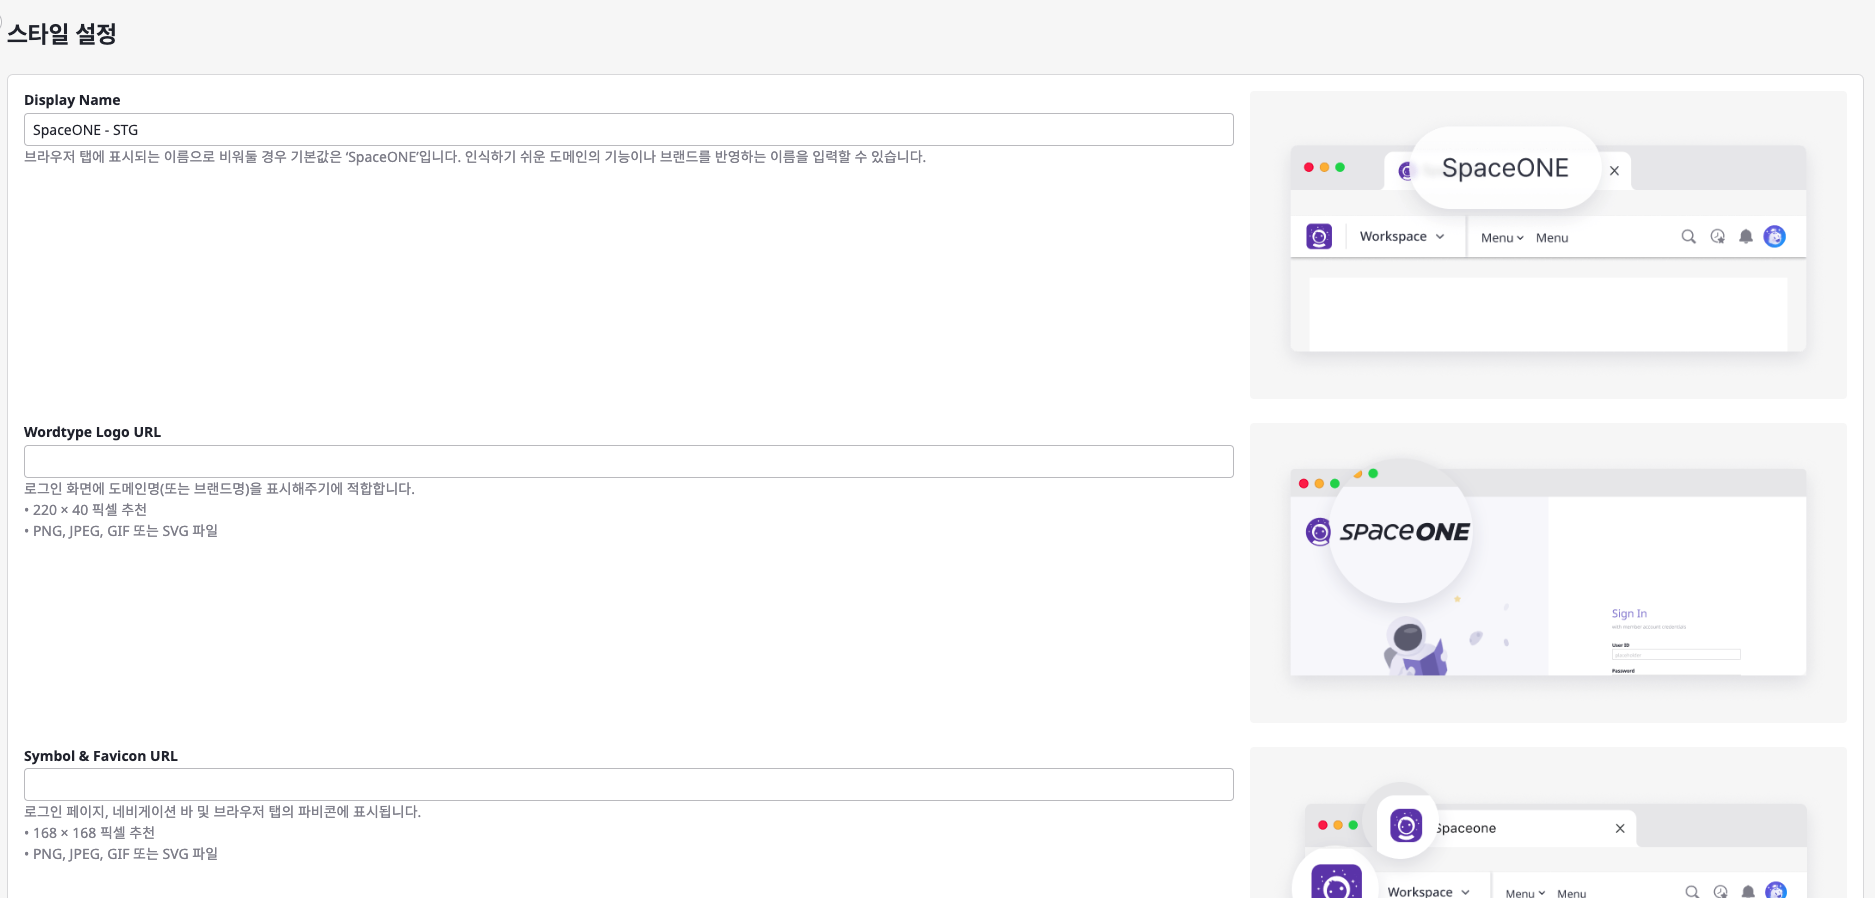 스타일 설정
Display Name
SpaceONE - STG
브라우저 탭에 표시되는 이름으로 비워둘 경우 기본값은 ‘SpaceONE’입니다. 인식하기 쉬운 도메인의 기능이나 브랜드를 반영하는 이름을 입력할 수 있습니다.
SpaceONE
Workspace
Menu
Menu
Wordtype Logo URL
로그인 화면에 도메인명(또는 브랜드명)을 표시해주기에 적합합니다.
• 220 × 40 픽셀 추천
• PNG, JPEG, GIF 또는 SVG 파일
spaceONE
Sign In
with member account credentials
User ID
Password
Symbol & Favicon URL
로그인 페이지, 네비게이션 바 및 브라우저 탭의 파비콘에 표시됩니다.
• 168 × 168 픽셀 추천
• PNG, JPEG, GIF 또는 SVG 파일
Spaceone
Workspace
Menu
Menu